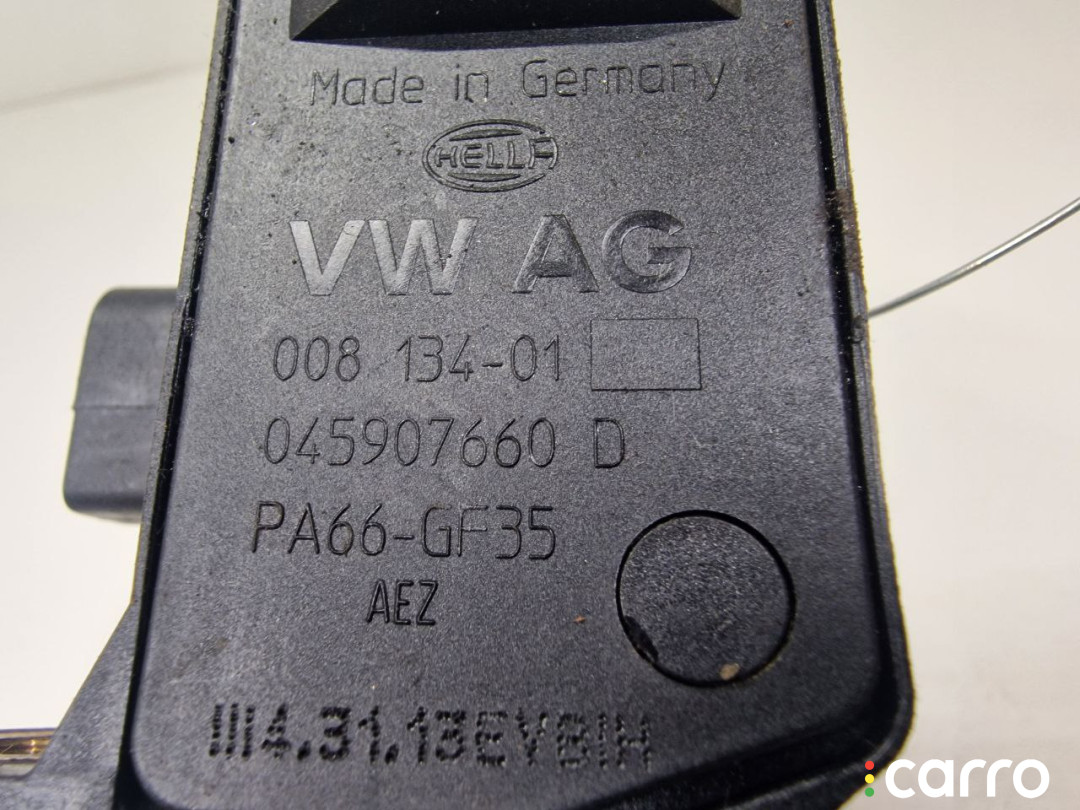 Made in Germany
HELLA
VW AG
008 134-01
045907660 D
PA66-GF35
AEZ
carro